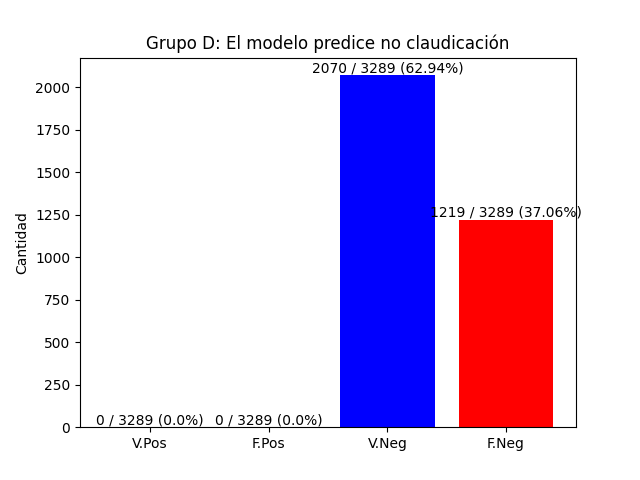 Grupo D: El modelo predice no claudicación
2070 / 3289 (62.94%)
1219 / 3289 (37.06%)
0 / 3289 (0.0%)
0 / 3289 (0.0%)
Cantidad
2000
1750
1500
1250
1000
750
500
250
0
V.Pos
F.Pos
V.Neg
F.Neg